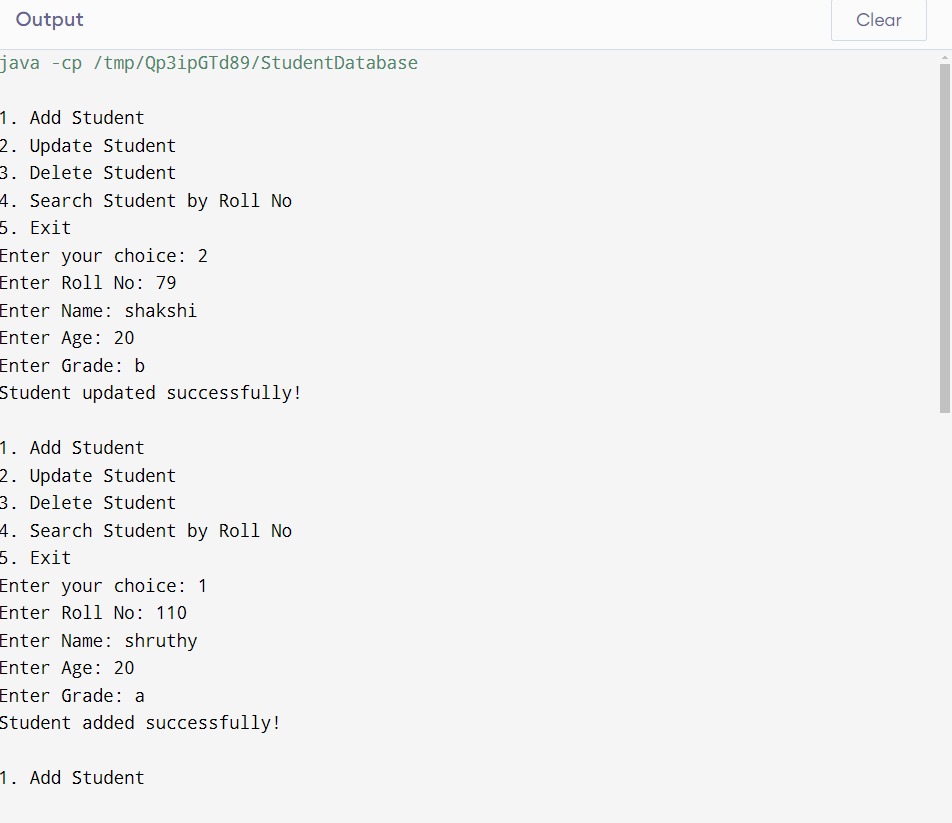 Output
Clear
java -cp /tmp/Qp3ipGTd89/StudentDatabase
1. Add Student
2. Update Student
3. Delete Student
4. Search Student by Roll No
5. Exit
Enter your choice: 2
Enter Roll No: 79
Enter Name: shakshi
Enter Age: 20
Enter Grade: b
Student updated successfully!
1. Add Student
2. Update Student
3. Delete Student
4. Search Student by Roll No
5. Exit
Enter your choice: 1
Enter Roll No: 110
Enter Name: shruthy
Enter Age: 20
Enter Grade: a
Student added successfully!
1. Add Student